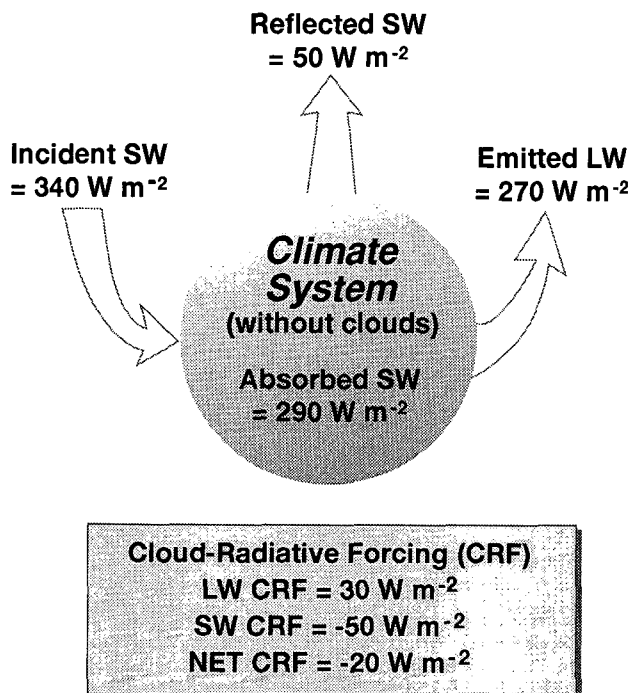 Reflected SW
= 50 W m⁻²
Incident SW
= 340 W m⁻²
Emitted LW
= 270 W m⁻²
Climate
System
(without clouds)
Absorbed SW
= 290 W m⁻²
Cloud-Radiative Forcing (CRF)
LW CRF = 30 W m⁻²
SW CRF = -50 W m⁻²
NET CRF = -20 W m⁻²